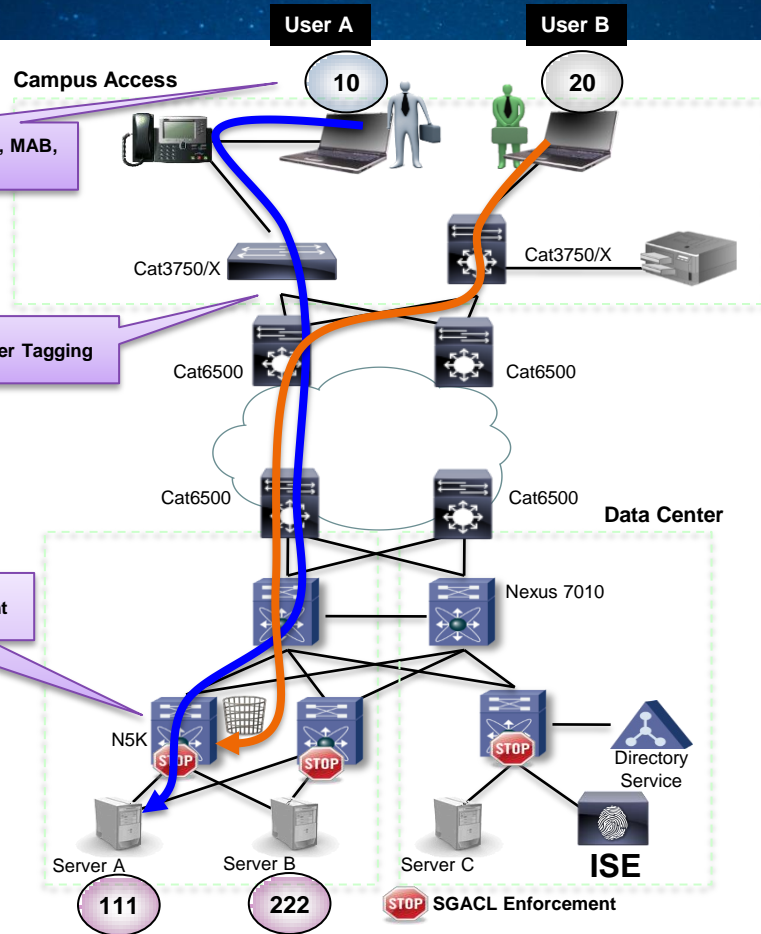 User A
User B
10
20
Campus Access
, MAB,
Cat3750/X
Cat3750/X
er Tagging
Cat6500
Cat6500
Cat6500
Cat6500
Data Center
Nexus 7010
nt
N5K
STOP
STOP
STOP
Directory
Service
Server A
Server B
Server C
ISE
111
222
STOP SGACL Enforcement